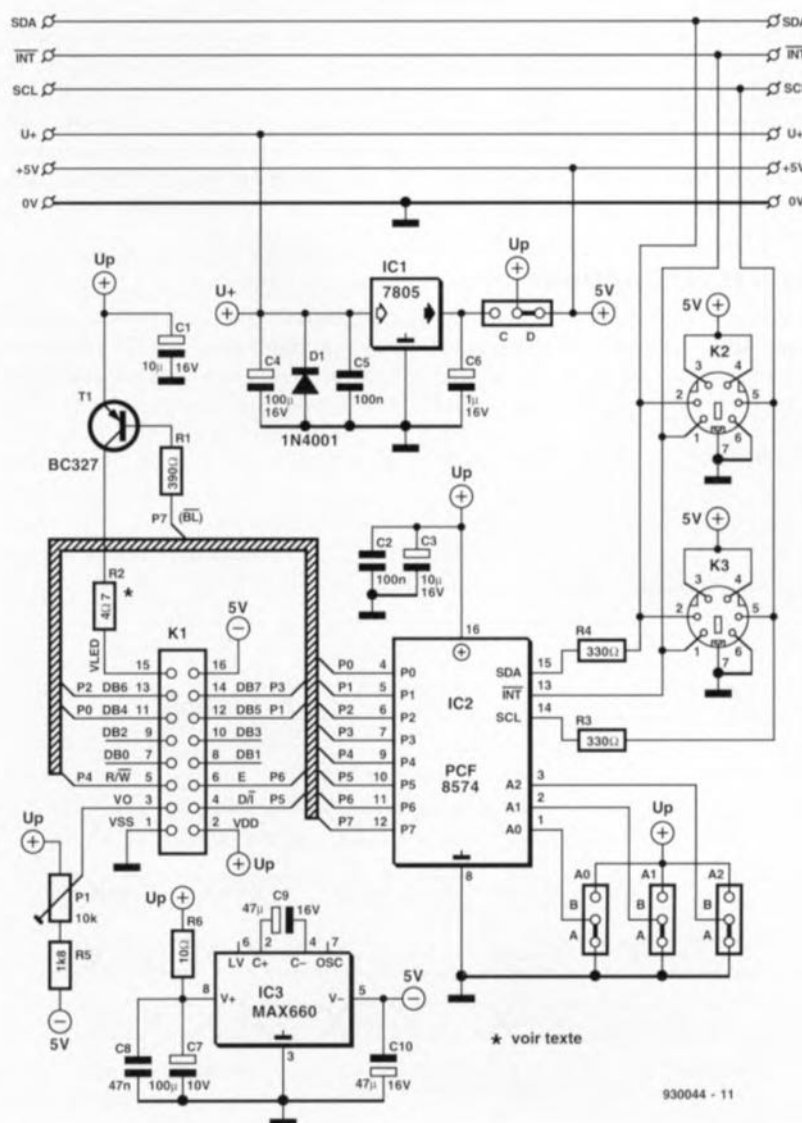 SDA SDA
INT INT
SCL SCL
U+ U+
+5V +5V
0V 0V
Up
C1
10µ 16V
T1
BC327
R1
390Ω
P7 (BL)
U+
IC1
7805
Up
C D
5V
C4
100µ
16V
D1
1N4001
C5
100n
C6
1µ
16V
5V
K2
3 4
2 5
1 6
7
5V
K3
3 4
2 5
1 6
7
R2
4Ω7 *
VLED
K1
5V
15 16
P2 DB6 13 14 DB7 P3
P0 DB4 11 12 DB5 P1
DB2 9 10 DB3
DB0 7 8 DB1
P4 R/W 5 6 E P6
VO 3 4 D/I P5
VSS 1 2 VDD
Up
Up
P1
10k
R5
1k8
5V
Up
C2
100n
C3
10µ
16V
16
P0 4 P0
P1 5 P1
P2 6 P2
P3 7 P3
P4 9 P4
P5 10 P5
P6 11 P6
P7 12 P7
IC2
PCF
8574
SDA 15
INT 13
SCL 14
A2 3
A1 2
A0 1
8
R4
330Ω
R3
330Ω
Up
A0 A1 A2
B B B
A A A
Up
R6
10Ω
C9
47µ 16V
6 2 4 7
LV C+ C– OSC
8 V+
IC3
MAX660
V– 5
5V
3
C8
47n
C7
100µ 10V
C10
47µ 16V
* voir texte
930044 - 11